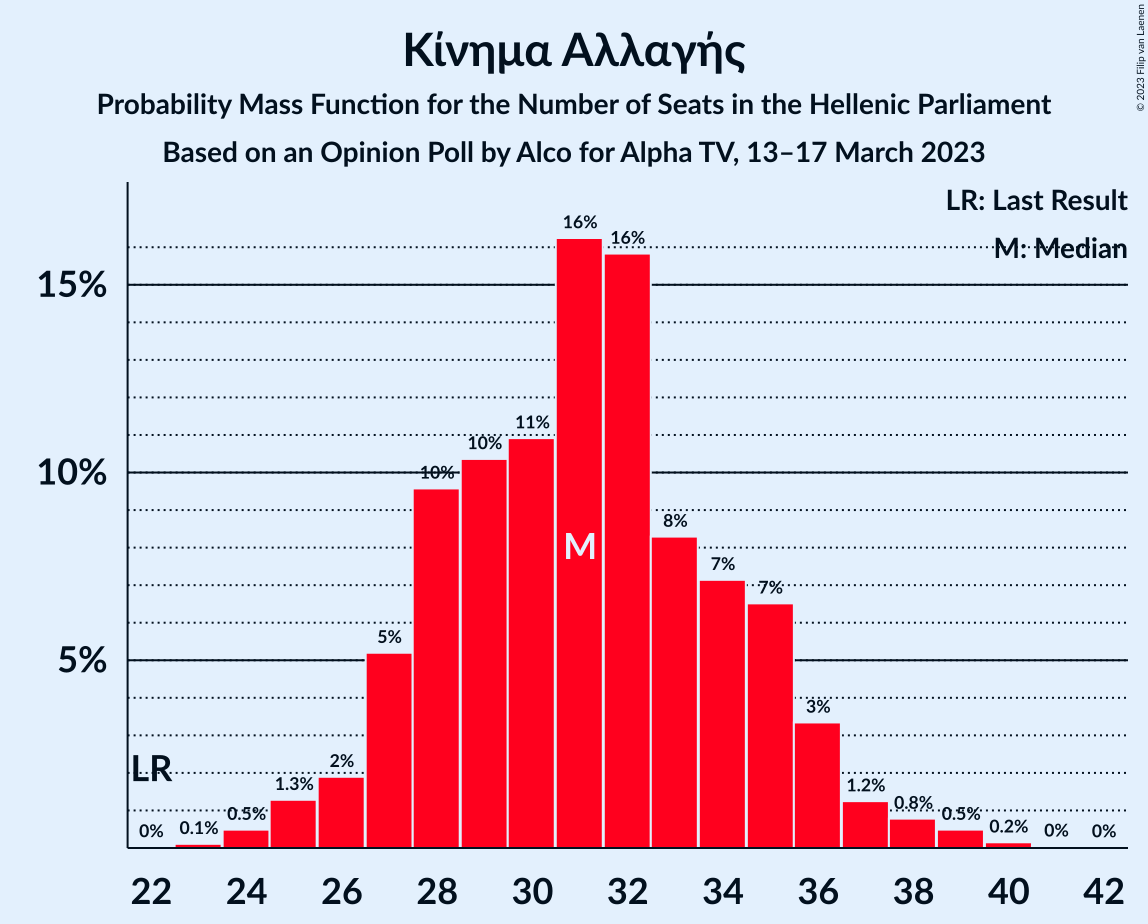 Κίνημα Αλλαγής
Probability Mass Function for the Number of Seats in the Hellenic Parliament
Based on an Opinion Poll by Alco for Alpha TV, 13–17 March 2023
© 2023 Filip van Laenen
LR: Last Result
M: Median
15%
10%
5%
LR
M
0%
0.1%
0.5%
1.3%
2%
5%
10%
10%
11%
16%
16%
8%
7%
7%
3%
1.2%
0.8%
0.5%
0.2%
0%
0%
22 24 26 28 30 32 34 36 38 40 42